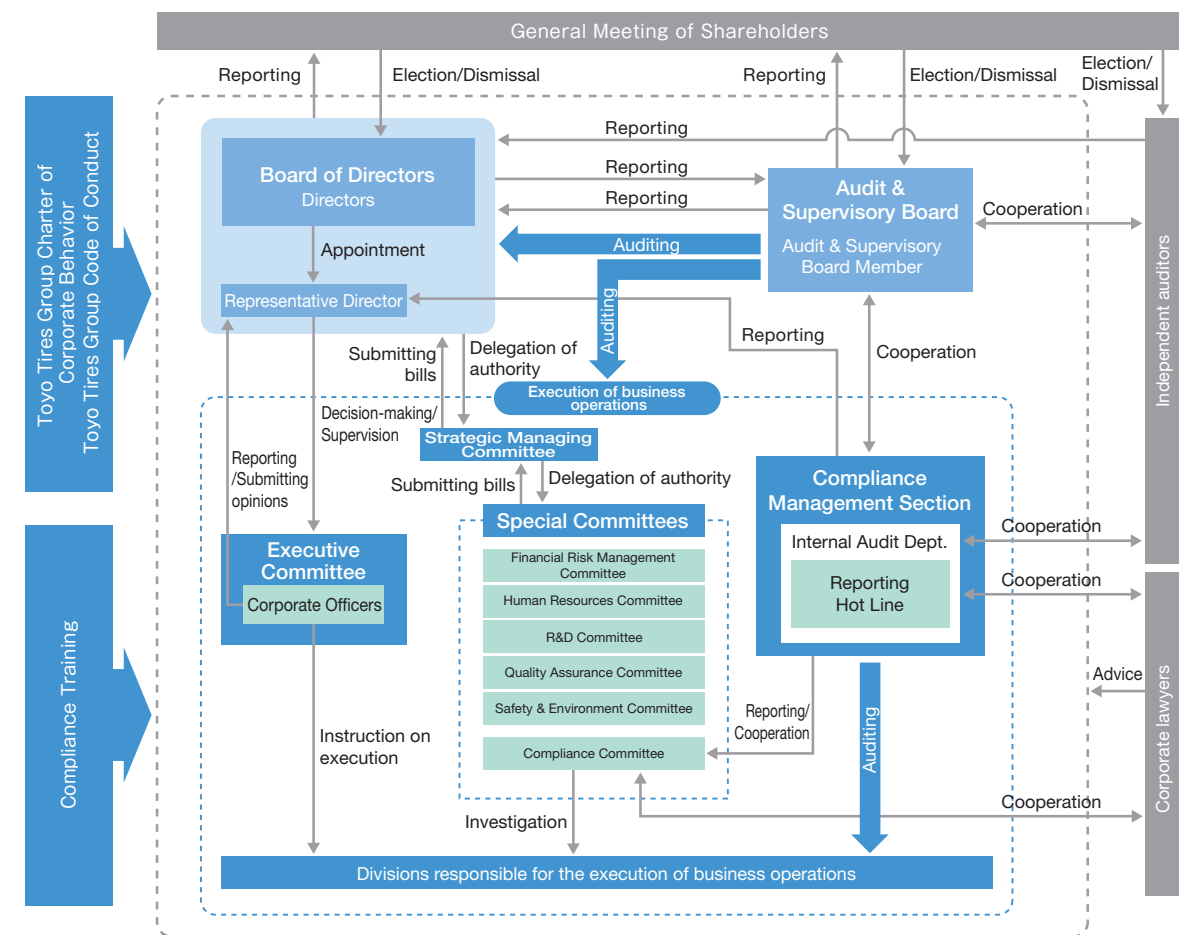 General Meeting of Shareholders
Reporting
Election/Dismissal
Reporting
Election/Dismissal
Election/
Dismissal
Toyo Tires Group Charter of
Corporate Behavior
Toyo Tires Group Code of Conduct
Compliance Training
Board of Directors
Directors
Appointment
Representative Director
Reporting
Reporting
Reporting
Auditing
Auditing
Audit &
Supervisory Board
Audit & Supervisory
Board Member
Cooperation
Independent auditors
Submitting
bills
Delegation of
authority
Reporting
Cooperation
Execution of business
operations
Decision-making/
Supervision
Strategic Managing
Committee
Reporting
/Submitting
opinions
Submitting bills
Delegation of authority
Compliance
Management Section
Internal Audit Dept.
Reporting
Hot Line
Cooperation
Cooperation
Executive
Committee
Corporate Officers
Special Committees
Financial Risk Management
Committee
Human Resources Committee
R&D Committee
Quality Assurance Committee
Safety & Environment Committee
Compliance Committee
Reporting/
Cooperation
Auditing
Advice
Corporate lawyers
Instruction on
execution
Investigation
Cooperation
Divisions responsible for the execution of business operations